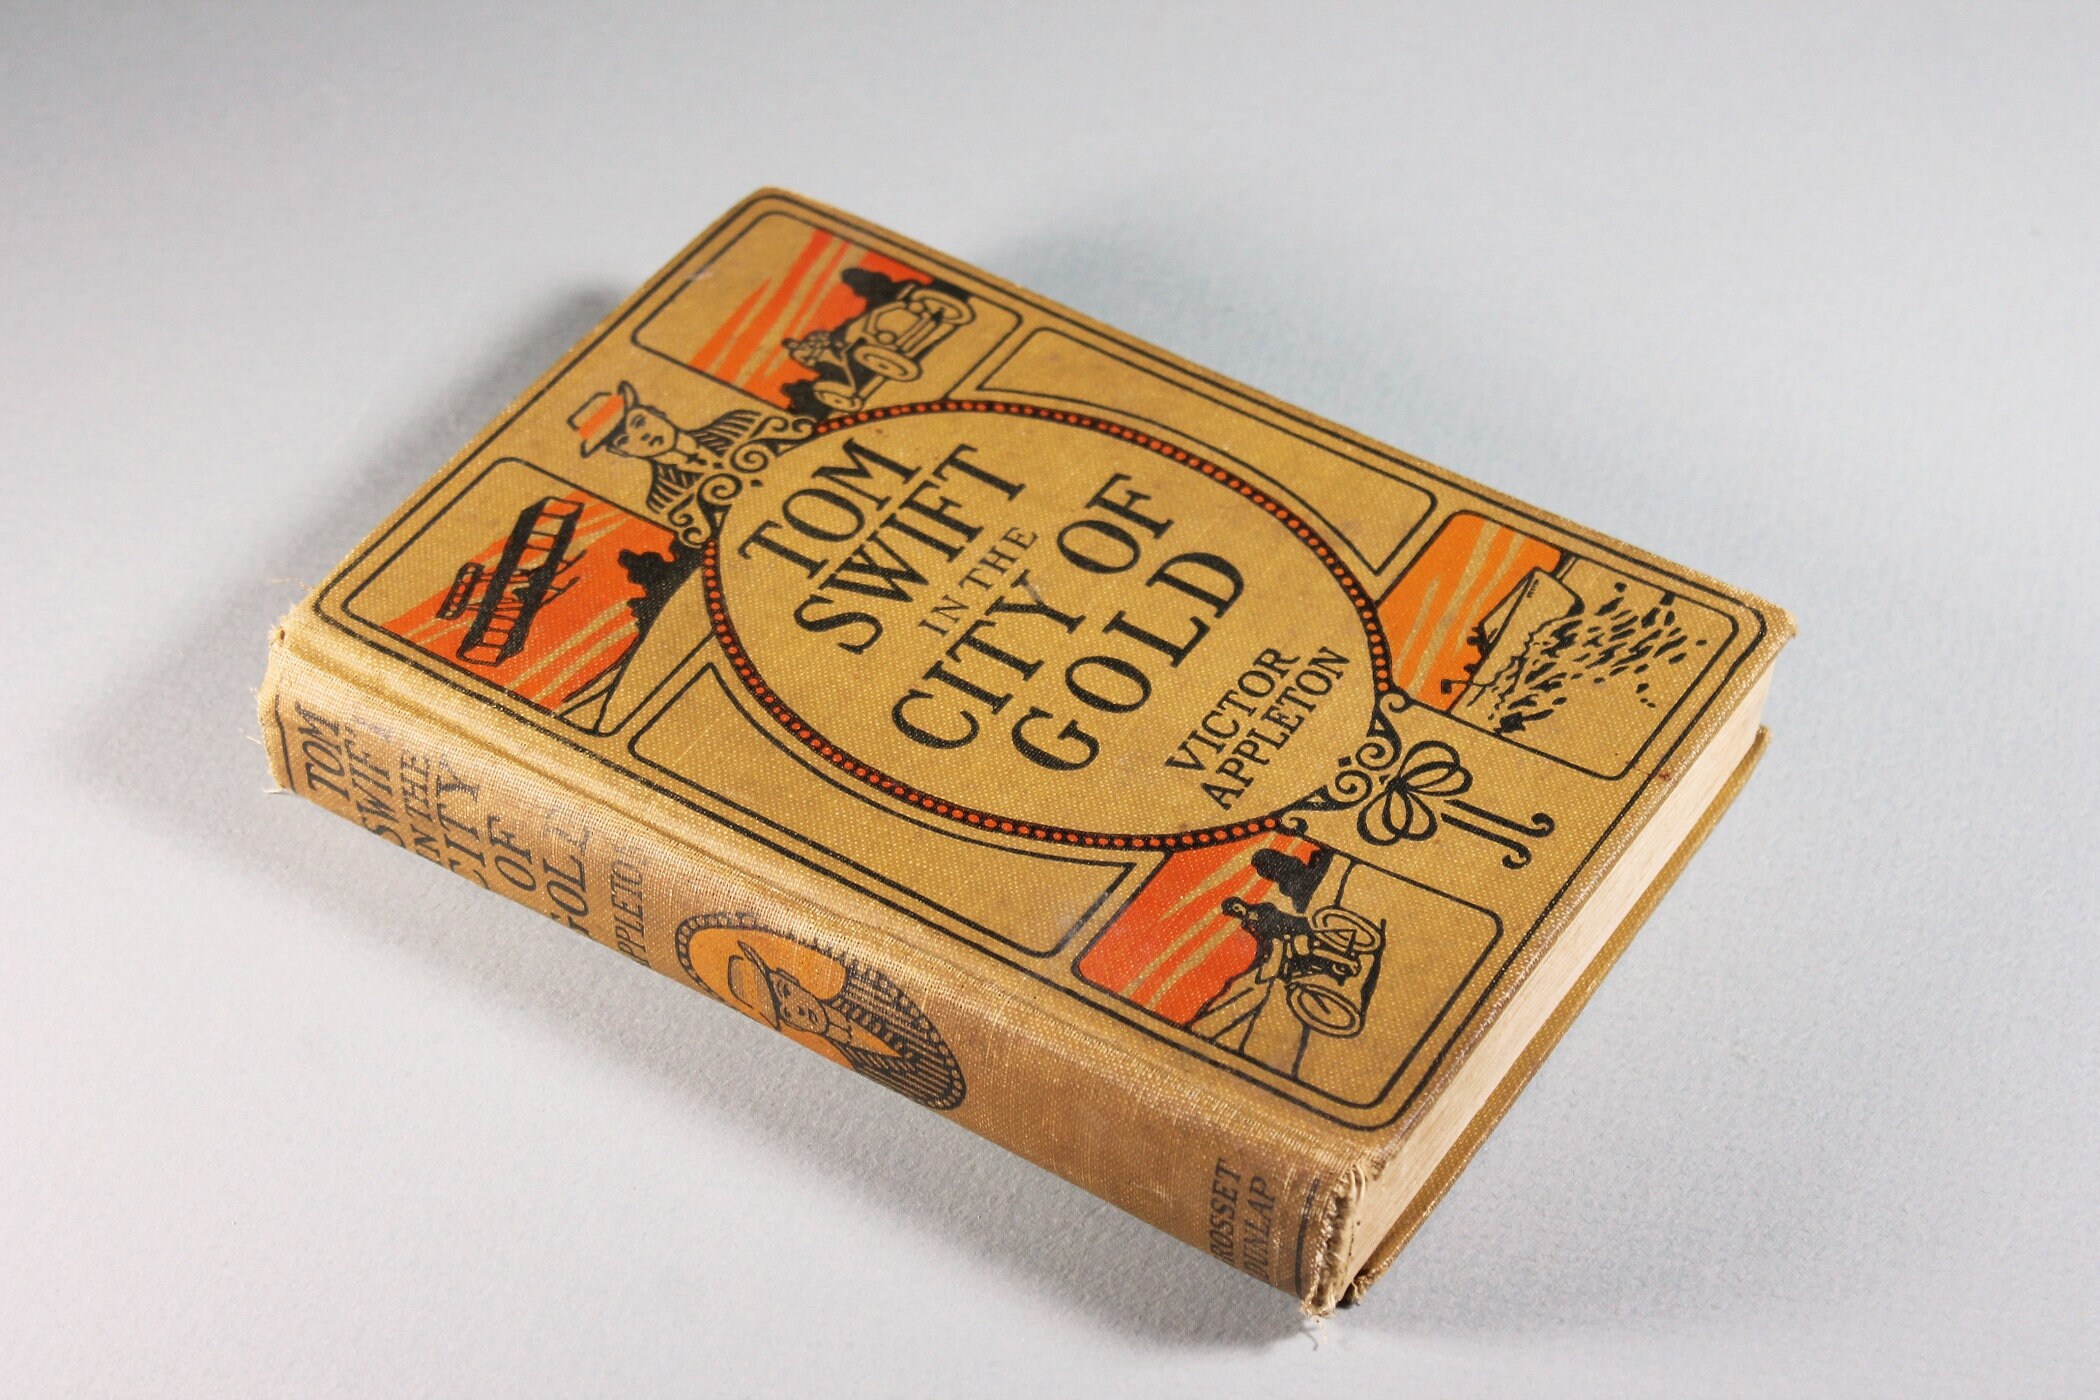 TOM
SWIFT
IN THE
CITY OF
GOLD
VICTOR
APPLETON
TOM
SWIFT
IN THE
CITY
OF
GOLD
APPLETON
GROSSET
DUNLAP